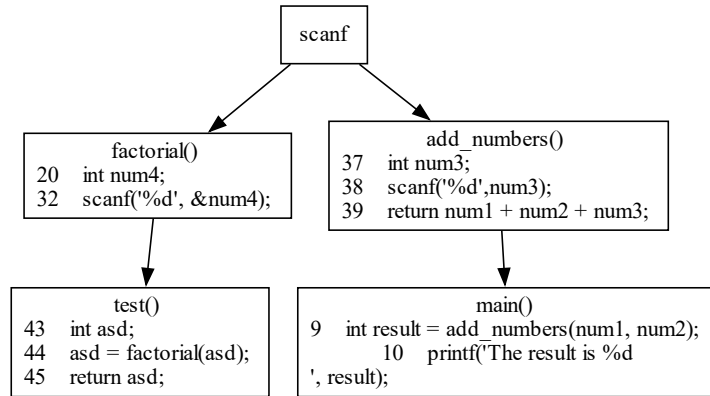 scanf
factorial()
20 int num4;
32 scanf('%d', &num4);
add_numbers()
37 int num3;
38 scanf('%d',num3);
39 return num1 + num2 + num3;
test()
43 int asd;
44 asd = factorial(asd);
45 return asd;
main()
9 int result = add_numbers(num1, num2);
10 printf('The result is %d
', result);